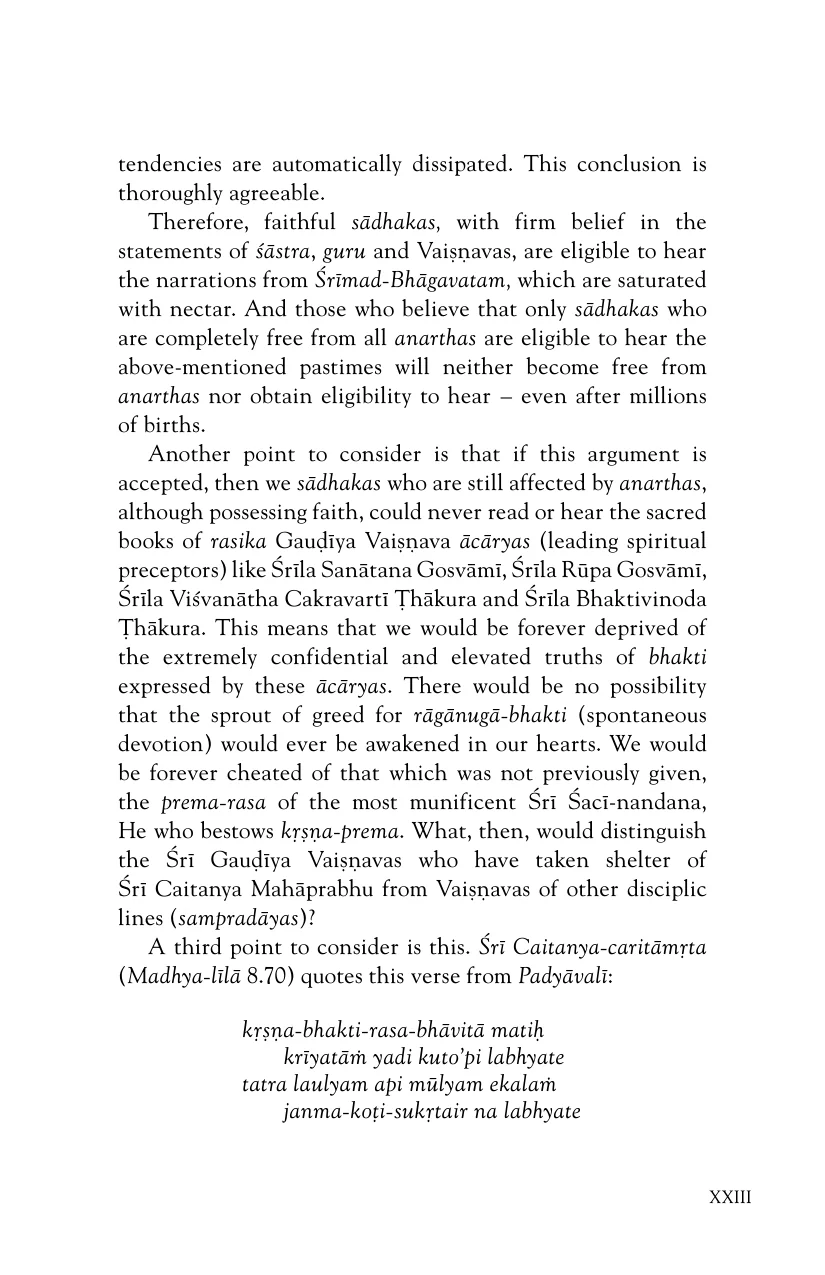 tendencies are automatically dissipated. This conclusion is
thoroughly agreeable.
Therefore, faithful sādhakas, with firm belief in the
statements of śāstra, guru and Vaiṣṇavas, are eligible to hear
the narrations from Śrīmad-Bhāgavatam, which are saturated
with nectar. And those who believe that only sādhakas who
are completely free from all anarthas are eligible to hear the
above-mentioned pastimes will neither become free from
anarthas nor obtain eligibility to hear – even after millions
of births.
Another point to consider is that if this argument is
accepted, then we sādhakas who are still affected by anarthas,
although possessing faith, could never read or hear the sacred
books of rasika Gauḍīya Vaiṣṇava ācāryas (leading spiritual
preceptors) like Śrīla Sanātana Gosvāmī, Śrīla Rūpa Gosvāmī,
Śrīla Viśvanātha Cakravartī Ṭhākura and Śrīla Bhaktivinoda
Ṭhākura. This means that we would be forever deprived of
the extremely confidential and elevated truths of bhakti
expressed by these ācāryas. There would be no possibility
that the sprout of greed for rāgānugā-bhakti (spontaneous
devotion) would ever be awakened in our hearts. We would
be forever cheated of that which was not previously given,
the prema-rasa of the most munificent Śrī Śacī-nandana,
He who bestows kṛṣṇa-prema. What, then, would distinguish
the Śrī Gauḍīya Vaiṣṇavas who have taken shelter of
Śrī Caitanya Mahāprabhu from Vaiṣṇavas of other disciplic
lines (sampradāyas)?
A third point to consider is this. Śrī Caitanya-caritāmṛta
(Madhya-līlā 8.70) quotes this verse from Padyāvalī:
kṛṣṇa-bhakti-rasa-bhāvitā matiḥ
krīyatāṁ yadi kuto’pi labhyate
tatra laulyam api mūlyam ekalaṁ
janma-koṭi-sukṛtair na labhyate
XXIII